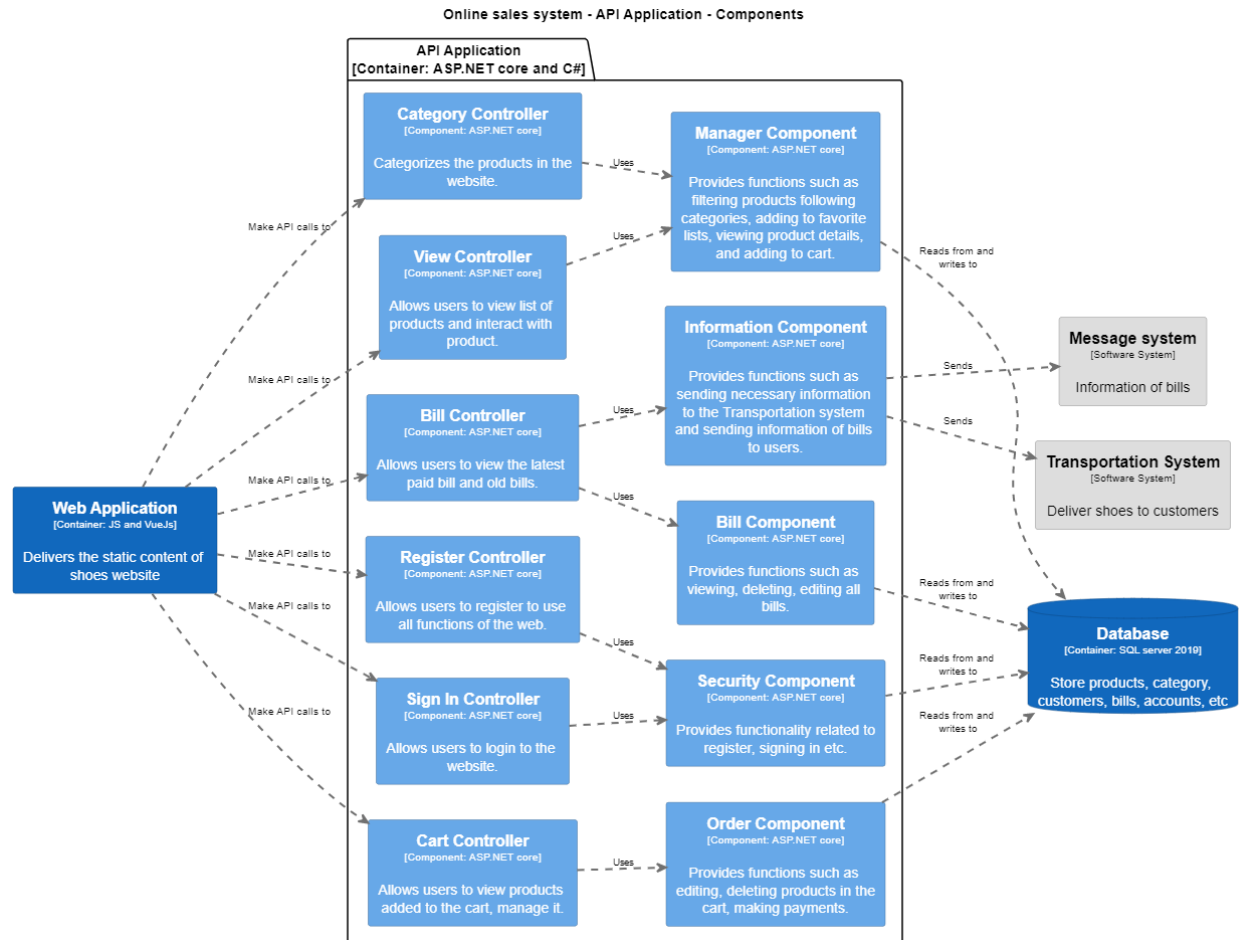 Online sales system - API Application - Components
API Application
[Container: ASP.NET core and C#]
Category Controller
[Component: ASP.NET core]
Categorizes the products in the
website.
Uses
Manager Component
[Component: ASP.NET core]
Provides functions such as
filtering products following
categories, adding to favorite
lists, viewing product details,
and adding to cart.
Make API calls to
View Controller
[Component: ASP.NET core]
Allows users to view list of
products and interact with
product.
Uses
Reads from and
writes to
Information Component
[Component: ASP.NET core]
Provides functions such as
sending necessary information
to the Transportation system
and sending information of bills
to users.
Sends
Message system
[Software System]
Information of bills
Make API calls to
Bill Controller
[Component: ASP.NET core]
Allows users to view the latest
paid bill and old bills.
Uses
Sends
Transportation System
[Software System]
Deliver shoes to customers
Make API calls to
Uses
Web Application
[Container: JS and VueJs]
Delivers the static content of
shoes website
Bill Component
[Component: ASP.NET core]
Provides functions such as
viewing, deleting, editing all
bills.
Make API calls to
Register Controller
[Component: ASP.NET core]
Allows users to register to use
all functions of the web.
Reads from and
writes to
Make API calls to
Uses
Database
[Container: SQL server 2019]
Store products, category,
customers, bills, accounts, etc
Security Component
[Component: ASP.NET core]
Provides functionality related to
register, signing in etc.
Reads from and
writes to
Sign In Controller
[Component: ASP.NET core]
Allows users to login to the
website.
Uses
Make API calls to
Reads from and
writes to
Cart Controller
[Component: ASP.NET core]
Allows users to view products
added to the cart, manage it.
Uses
Order Component
[Component: ASP.NET core]
Provides functions such as
editing, deleting products in the
cart, making payments.